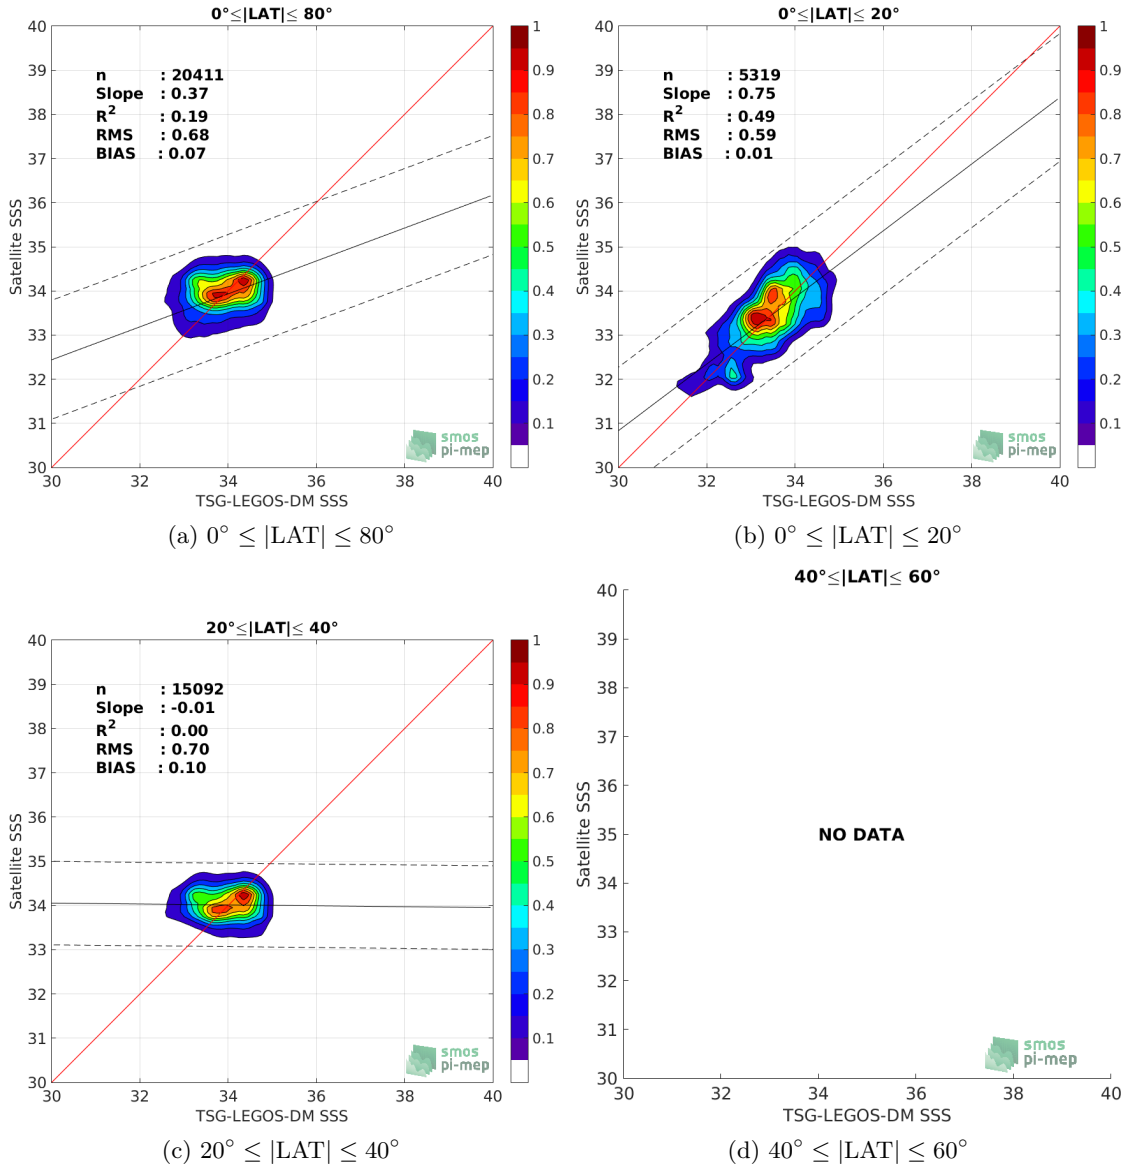 0°≤|LAT|≤ 80°
n : 20411
Slope : 0.37
R² : 0.19
RMS : 0.68
BIAS : 0.07
Satellite SSS
40
39
38
37
36
35
34
33
32
31
30
30 32 34 36 38 40
TSG-LEGOS-DM SSS
1
0.9
0.8
0.7
0.6
0.5
0.4
0.3
0.2
0.1
smos
pi-mep
(a) 0° ≤ |LAT| ≤ 80°
0°≤|LAT|≤ 20°
n : 5319
Slope : 0.75
R² : 0.49
RMS : 0.59
BIAS : 0.01
Satellite SSS
40
39
38
37
36
35
34
33
32
31
30
30 32 34 36 38 40
TSG-LEGOS-DM SSS
1
0.9
0.8
0.7
0.6
0.5
0.4
0.3
0.2
0.1
smos
pi-mep
(b) 0° ≤ |LAT| ≤ 20°
20°≤|LAT|≤ 40°
n : 15092
Slope : -0.01
R² : 0.00
RMS : 0.70
BIAS : 0.10
Satellite SSS
40
39
38
37
36
35
34
33
32
31
30
30 32 34 36 38 40
TSG-LEGOS-DM SSS
1
0.9
0.8
0.7
0.6
0.5
0.4
0.3
0.2
0.1
smos
pi-mep
(c) 20° ≤ |LAT| ≤ 40°
40°≤|LAT|≤ 60°
NO DATA
Satellite SSS
40
39
38
37
36
35
34
33
32
31
30
30 32 34 36 38 40
TSG-LEGOS-DM SSS
smos
pi-mep
(d) 40° ≤ |LAT| ≤ 60°